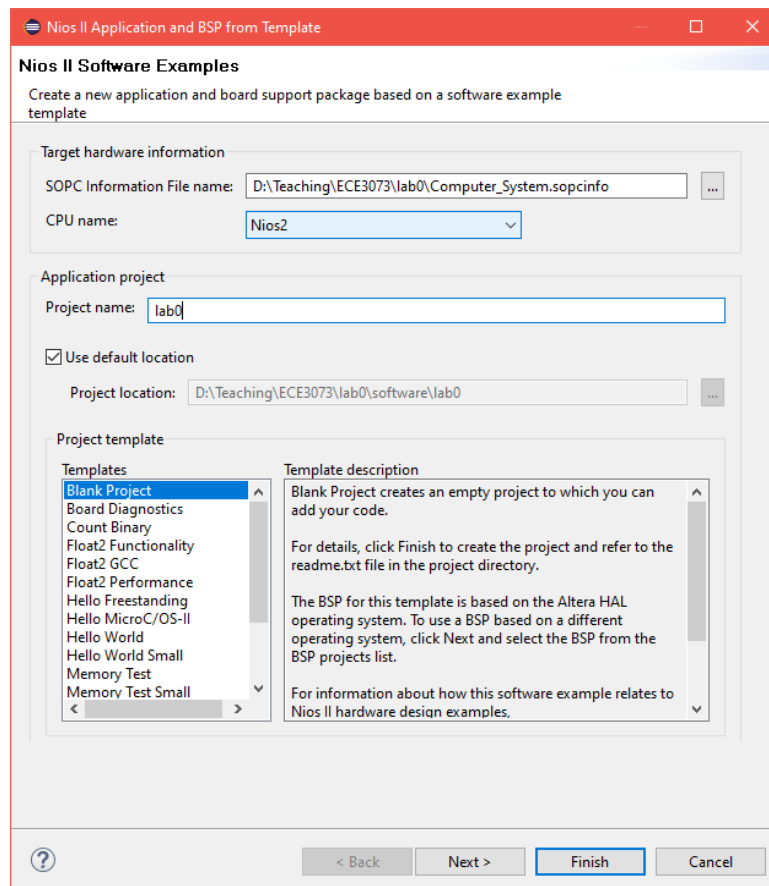 Nios II Application and BSP from Template
Nios II Software Examples
Create a new application and board support package based on a software example
template
Target hardware information
SOPC Information File name: D:\Teaching\ECE3073\lab0\Computer_System.sopcinfo ...
CPU name: Nios2
Application project
Project name: lab0
Use default location
Project location: D:\Teaching\ECE3073\lab0\software\lab0 ...
Project template
Templates
Blank Project
Board Diagnostics
Count Binary
Float2 Functionality
Float2 GCC
Float2 Performance
Hello Freestanding
Hello MicroC/OS-II
Hello World
Hello World Small
Memory Test
Memory Test Small
Template description
Blank Project creates an empty project to which you can
add your code.
For details, click Finish to create the project and refer to the
readme.txt file in the project directory.
The BSP for this template is based on the Altera HAL
operating system. To use a BSP based on a different
operating system, click Next and select the BSP from the
BSP projects list.
For information about how this software example relates to
Nios II hardware design examples,
? < Back Next > Finish Cancel